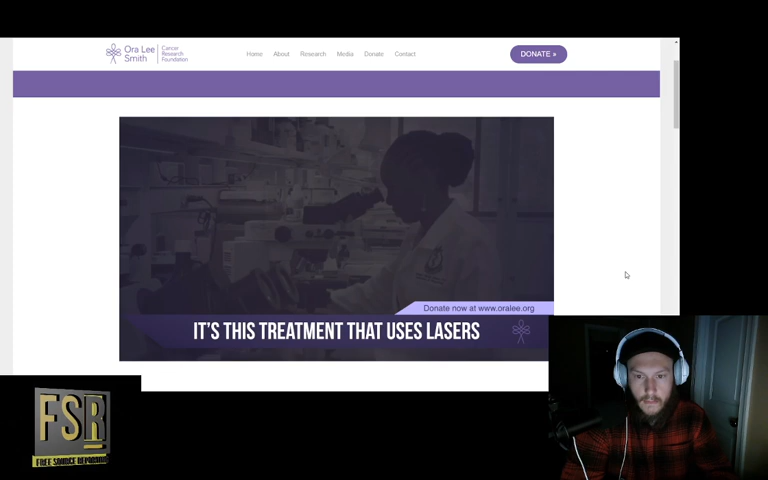 Ora Lee
Smith
Cancer
Research
Foundation
Home About Research Media Donate Contact
DONATE »
Donate now at www.oralee.org
IT'S THIS TREATMENT THAT USES LASERS
FSR
FREE SOURCE REPORTING